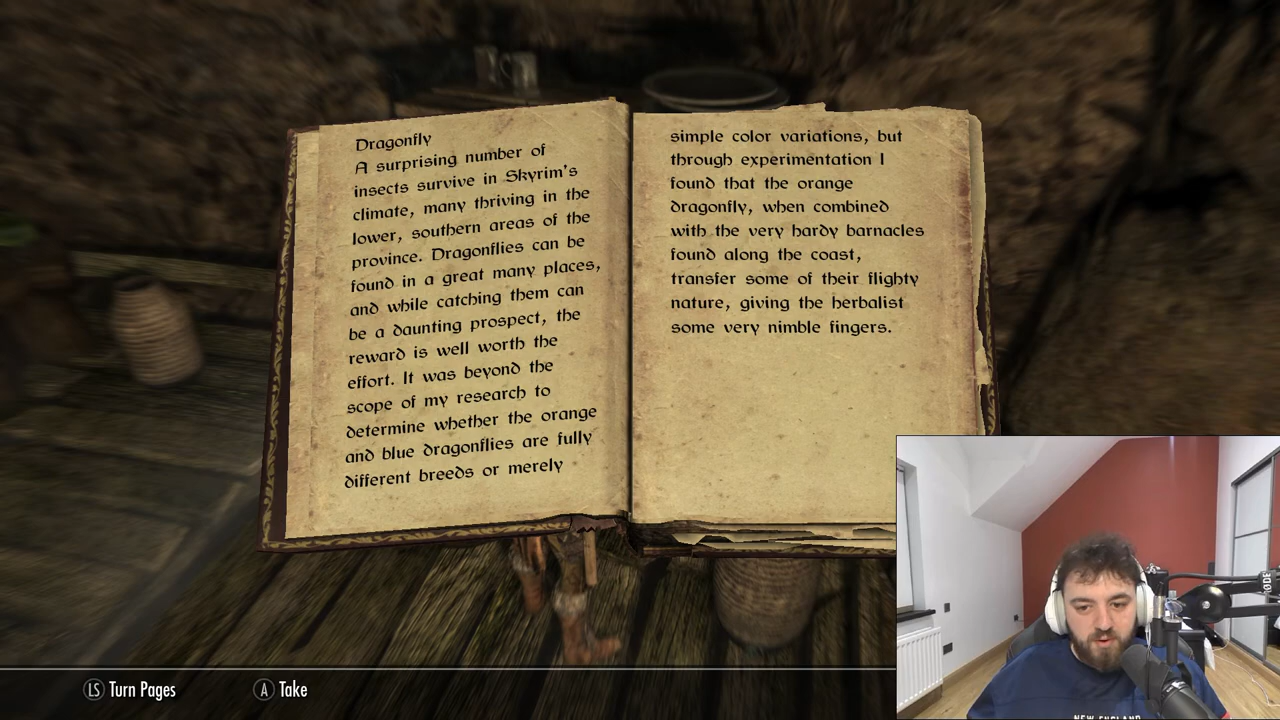 Dragonfly
A surprising number of
insects survive in Skyrim's
climate, many thriving in the
lower, southern areas of the
province. Dragonflies can be
found in a great many places,
and while catching them can
be a daunting prospect, the
reward is well worth the
effort. It was beyond the
scope of my research to
determine whether the orange
and blue dragonflies are fully
different breeds or merely
simple color variations, but
through experimentation I
found that the orange
dragonfly, when combined
with the very hardy barnacles
found along the coast,
transfer some of their flighty
nature, giving the herbalist
some very nimble fingers.
LS Turn Pages
A Take
RODE
NEW ENGLAND